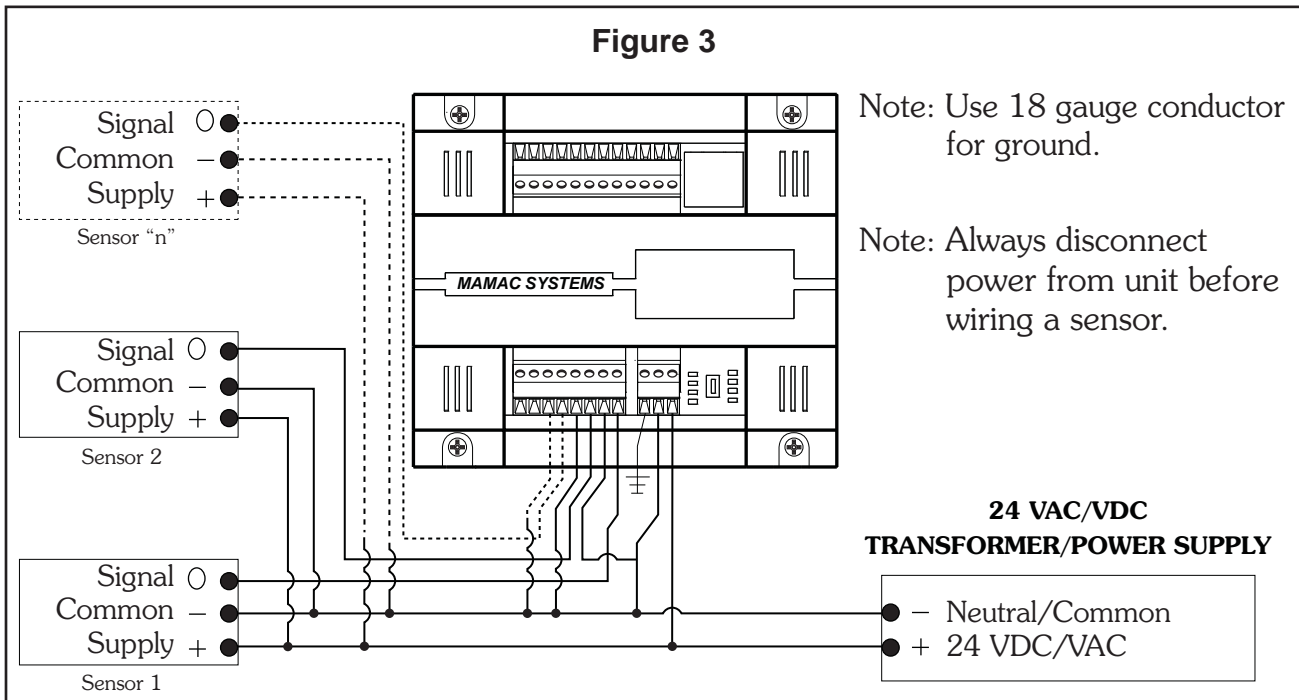 Figure 3
Signal O
Common –
Supply +
Sensor “n”
Note: Use 18 gauge conductor
for ground.
Note: Always disconnect
power from unit before
wiring a sensor.
MAMAC SYSTEMS
Signal O
Common –
Supply +
Sensor 2
24 VAC/VDC
TRANSFORMER/POWER SUPPLY
Signal O
Common –
Supply +
Sensor 1
– Neutral/Common
+ 24 VDC/VAC